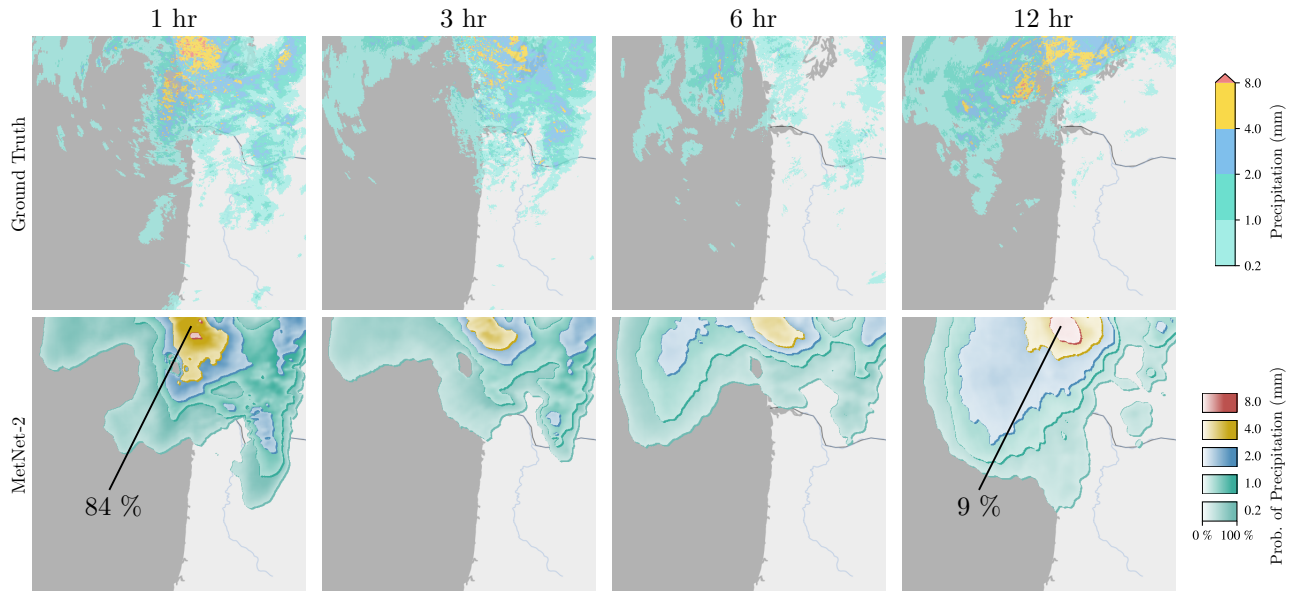 1 hr
3 hr
6 hr
12 hr
Ground Truth
8.0
4.0
2.0
1.0
0.2
Precipitation (mm)
MetNet-2
84 %
9 %
8.0
4.0
2.0
1.0
0.2
0 % 100 %
Prob. of Precipitation (mm)